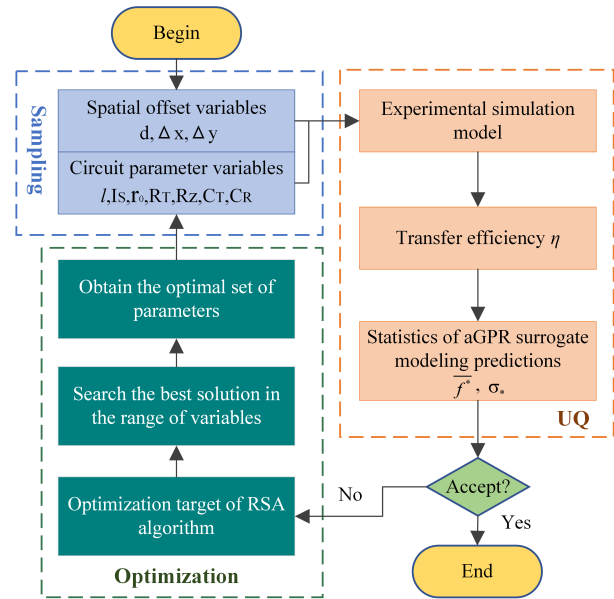 Begin
Sampling
Spatial offset variables
d, Δ x, Δ y
Circuit parameter variables
l,IS,r₀,RT,RZ,CT,CR
Experimental simulation
model
Transfer efficiency η
Statistics of aGPR surrogate
modeling predictions
f̅*, σ*
UQ
Accept?
No
Yes
End
Obtain the optimal set of
parameters
Search the best solution in
the range of variables
Optimization target of RSA
algorithm
Optimization